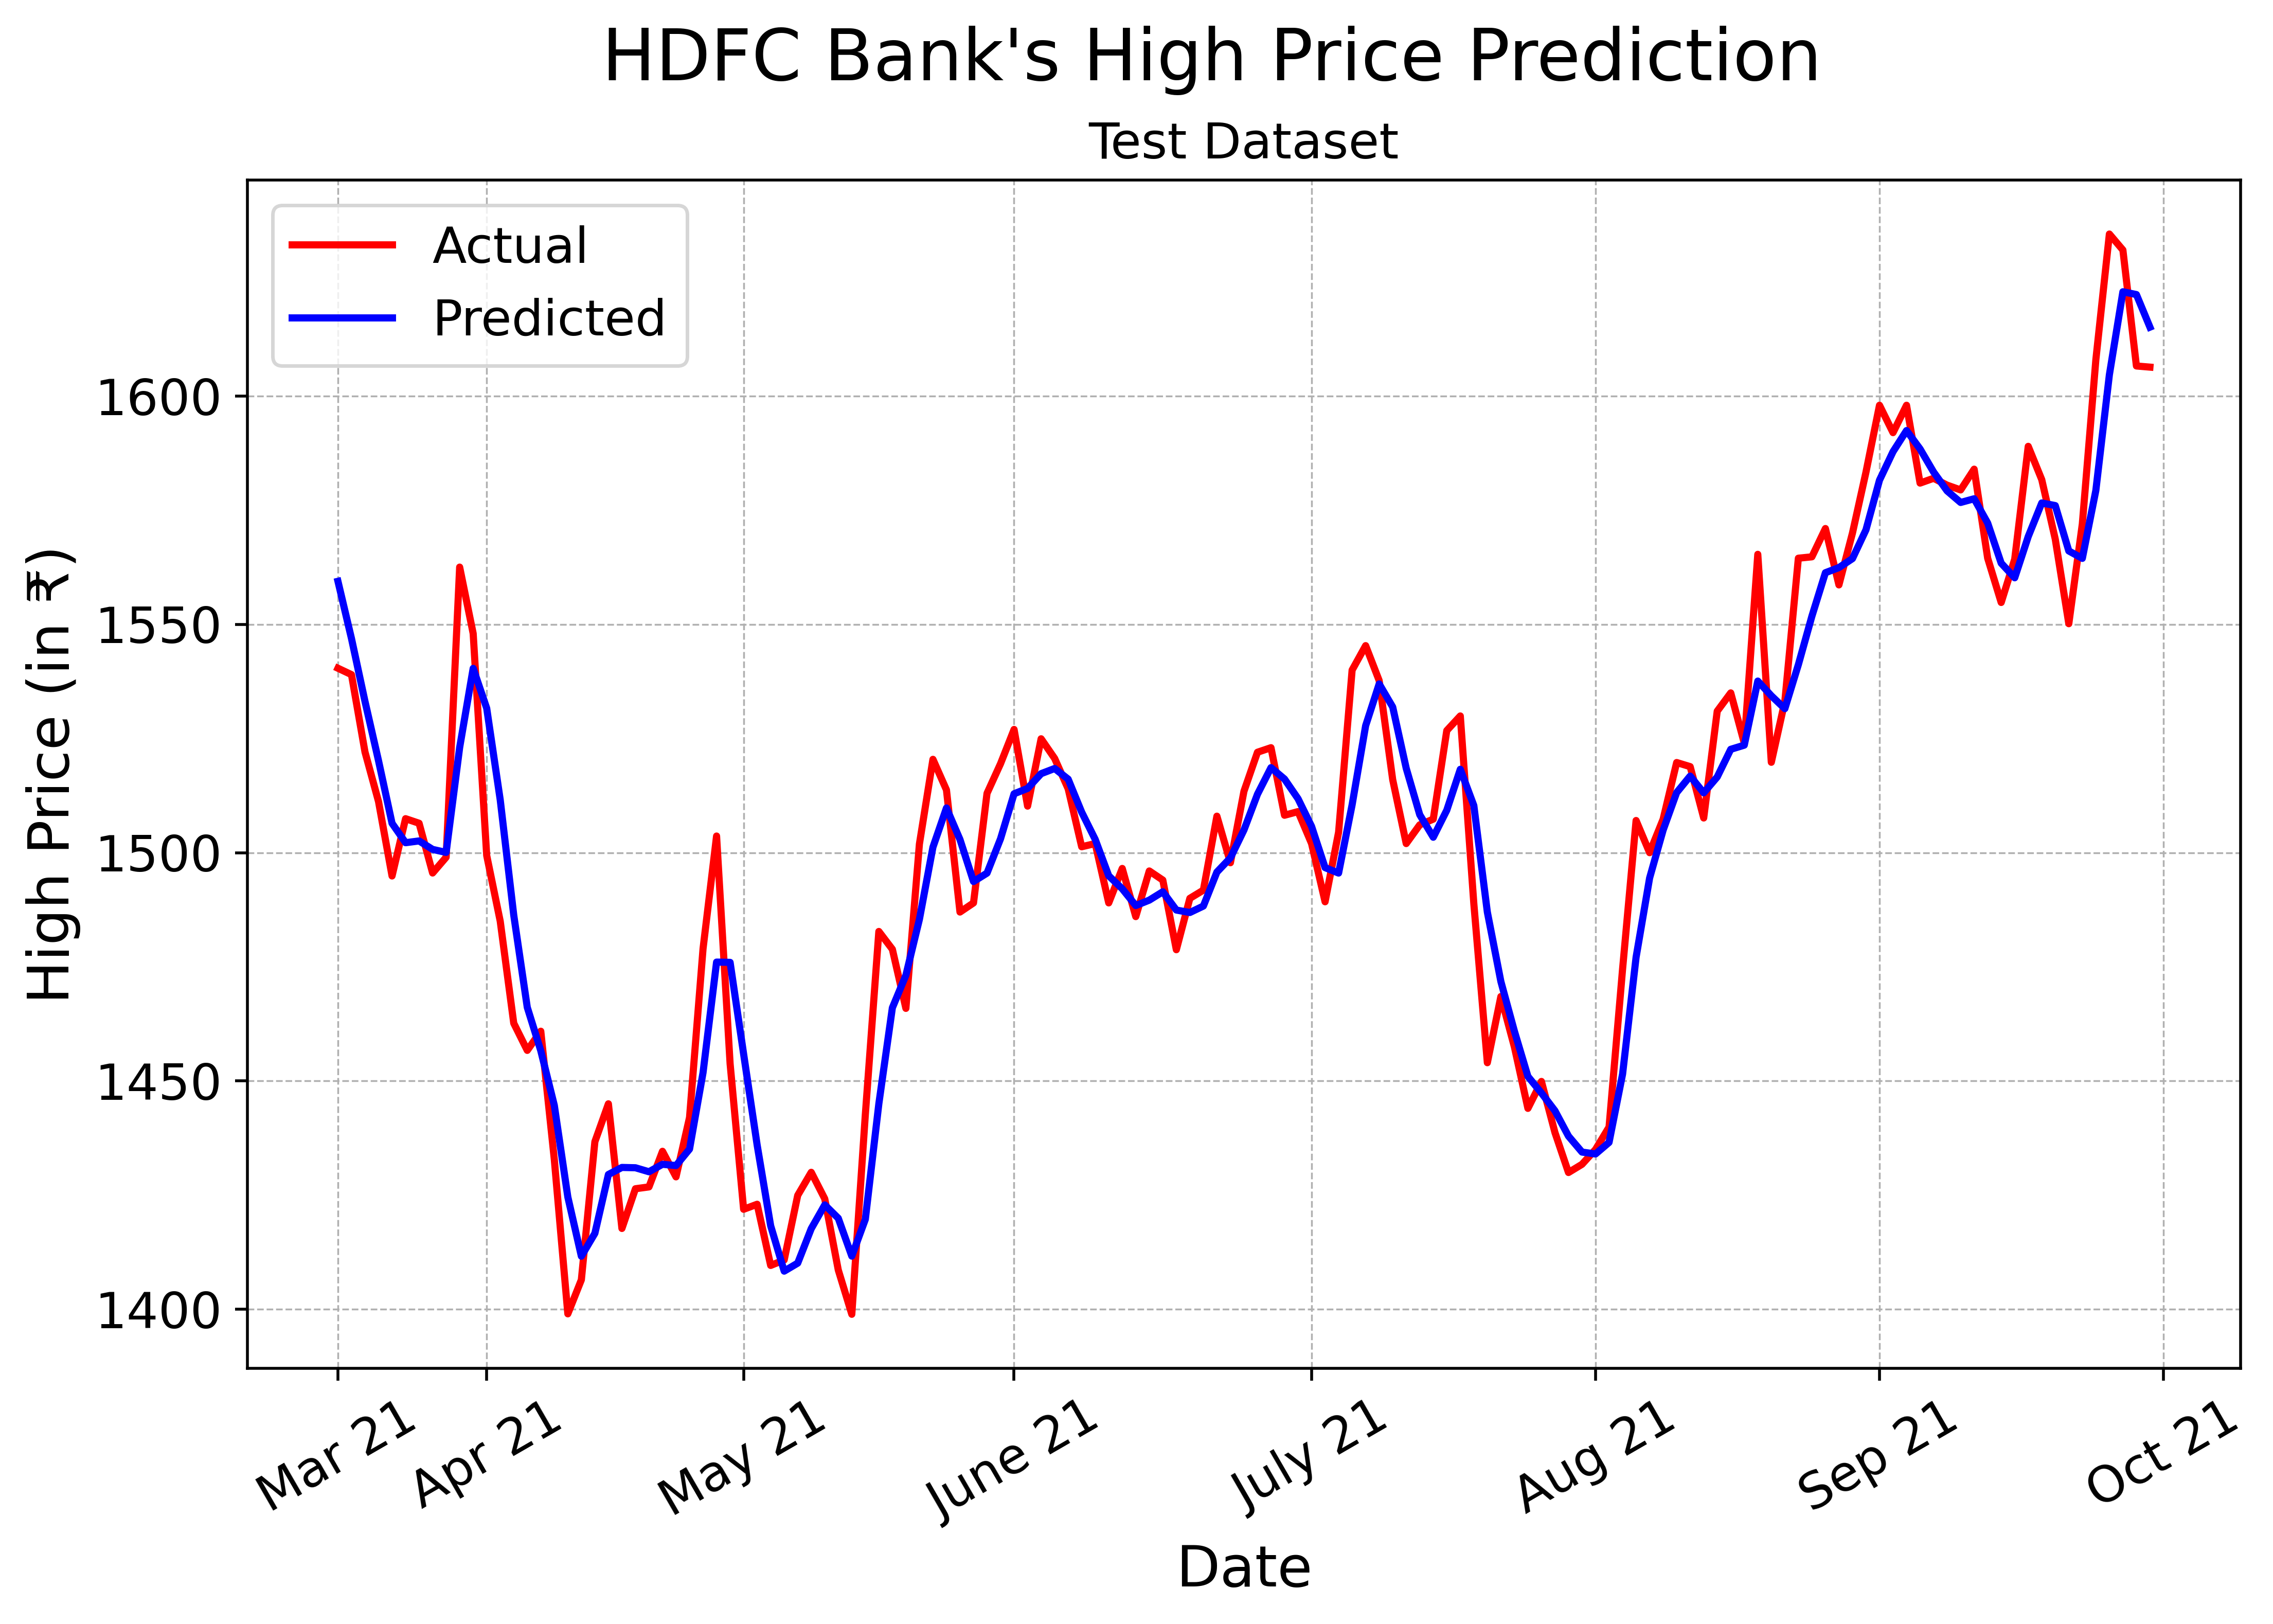 HDFC Bank's High Price Prediction
Test Dataset
Actual
Predicted
High Price (in ₹)
1600
1550
1500
1450
1400
Mar 21
Apr 21
May 21
June 21
July 21
Aug 21
Sep 21
Oct 21
Date